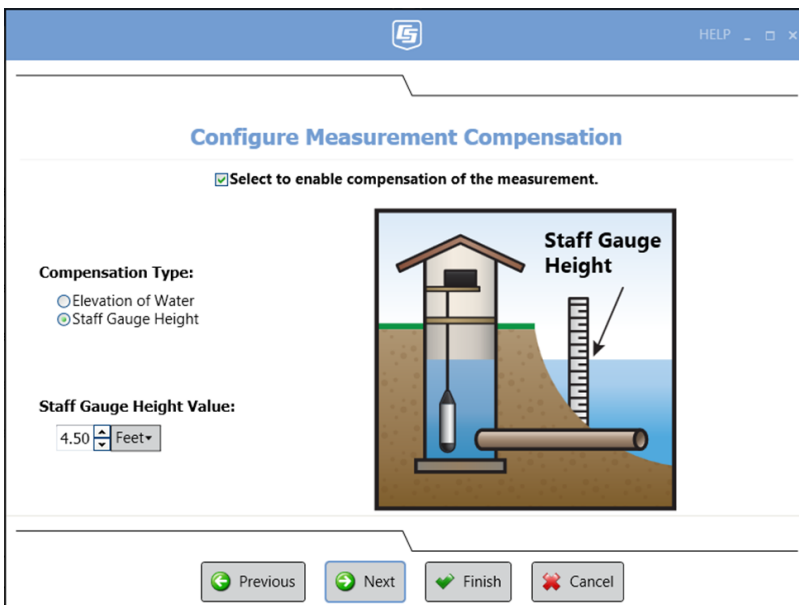 HELP
Configure Measurement Compensation
Select to enable compensation of the measurement.
Staff Gauge
Height
Compensation Type:
Elevation of Water
Staff Gauge Height
Staff Gauge Height Value:
4.50 Feet
Previous Next Finish Cancel